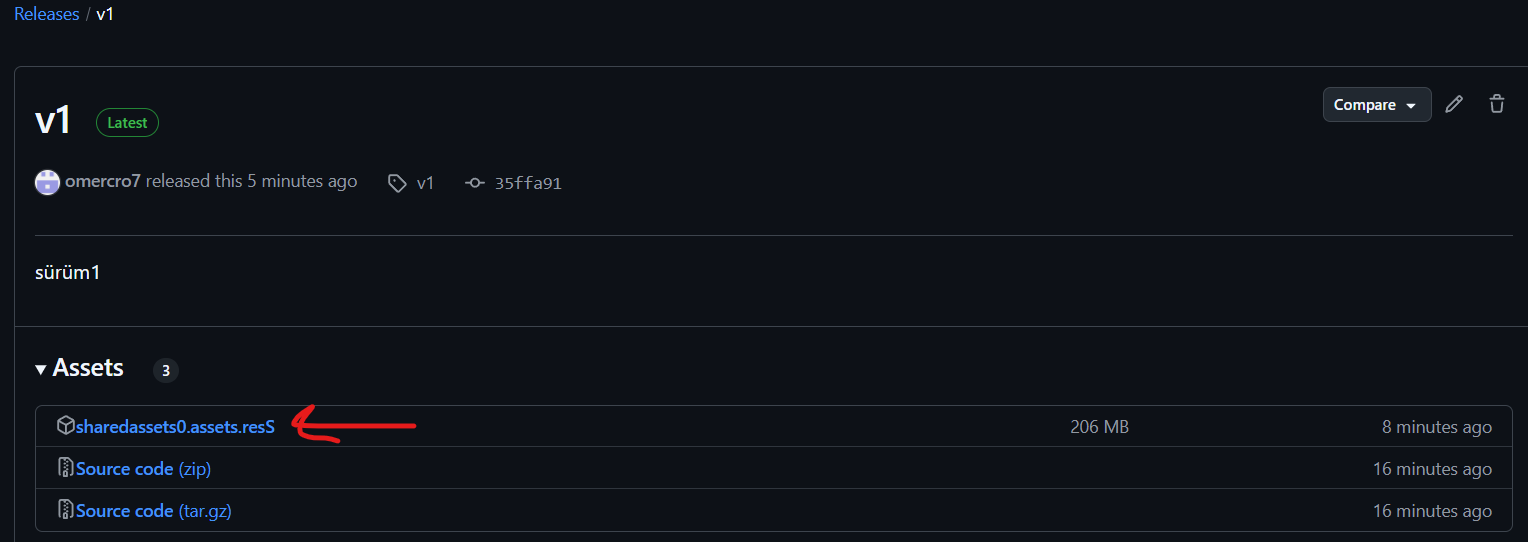 Releases / v1
v1 Latest Compare
omercro7 released this 5 minutes ago v1 35ffa91
sürüm1
Assets 3
sharedassets0.assets.resS 206 MB 8 minutes ago
Source code (zip) 16 minutes ago
Source code (tar.gz) 16 minutes ago